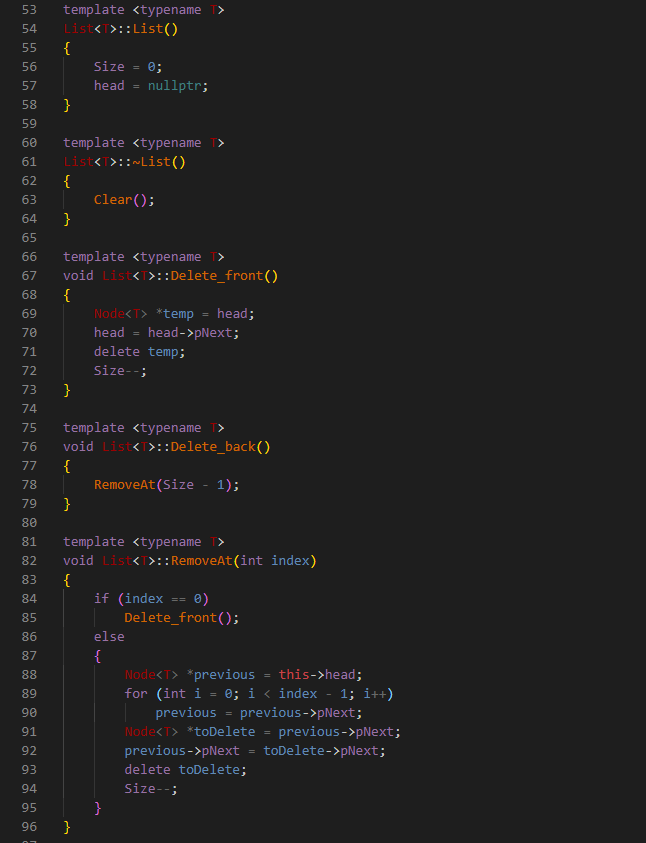 53 template <typename T>
54 List<T>::List()
55 {
56     Size = 0;
57     head = nullptr;
58 }
59
60 template <typename T>
61 List<T>::~List()
62 {
63     Clear();
64 }
65
66 template <typename T>
67 void List<T>::Delete_front()
68 {
69     Node<T> *temp = head;
70     head = head->pNext;
71     delete temp;
72     Size--;
73 }
74
75 template <typename T>
76 void List<T>::Delete_back()
77 {
78     RemoveAt(Size - 1);
79 }
80
81 template <typename T>
82 void List<T>::RemoveAt(int index)
83 {
84     if (index == 0)
85         Delete_front();
86     else
87     {
88         Node<T> *previous = this->head;
89         for (int i = 0; i < index - 1; i++)
90             previous = previous->pNext;
91         Node<T> *toDelete = previous->pNext;
92         previous->pNext = toDelete->pNext;
93         delete toDelete;
94         Size--;
95     }
96 }